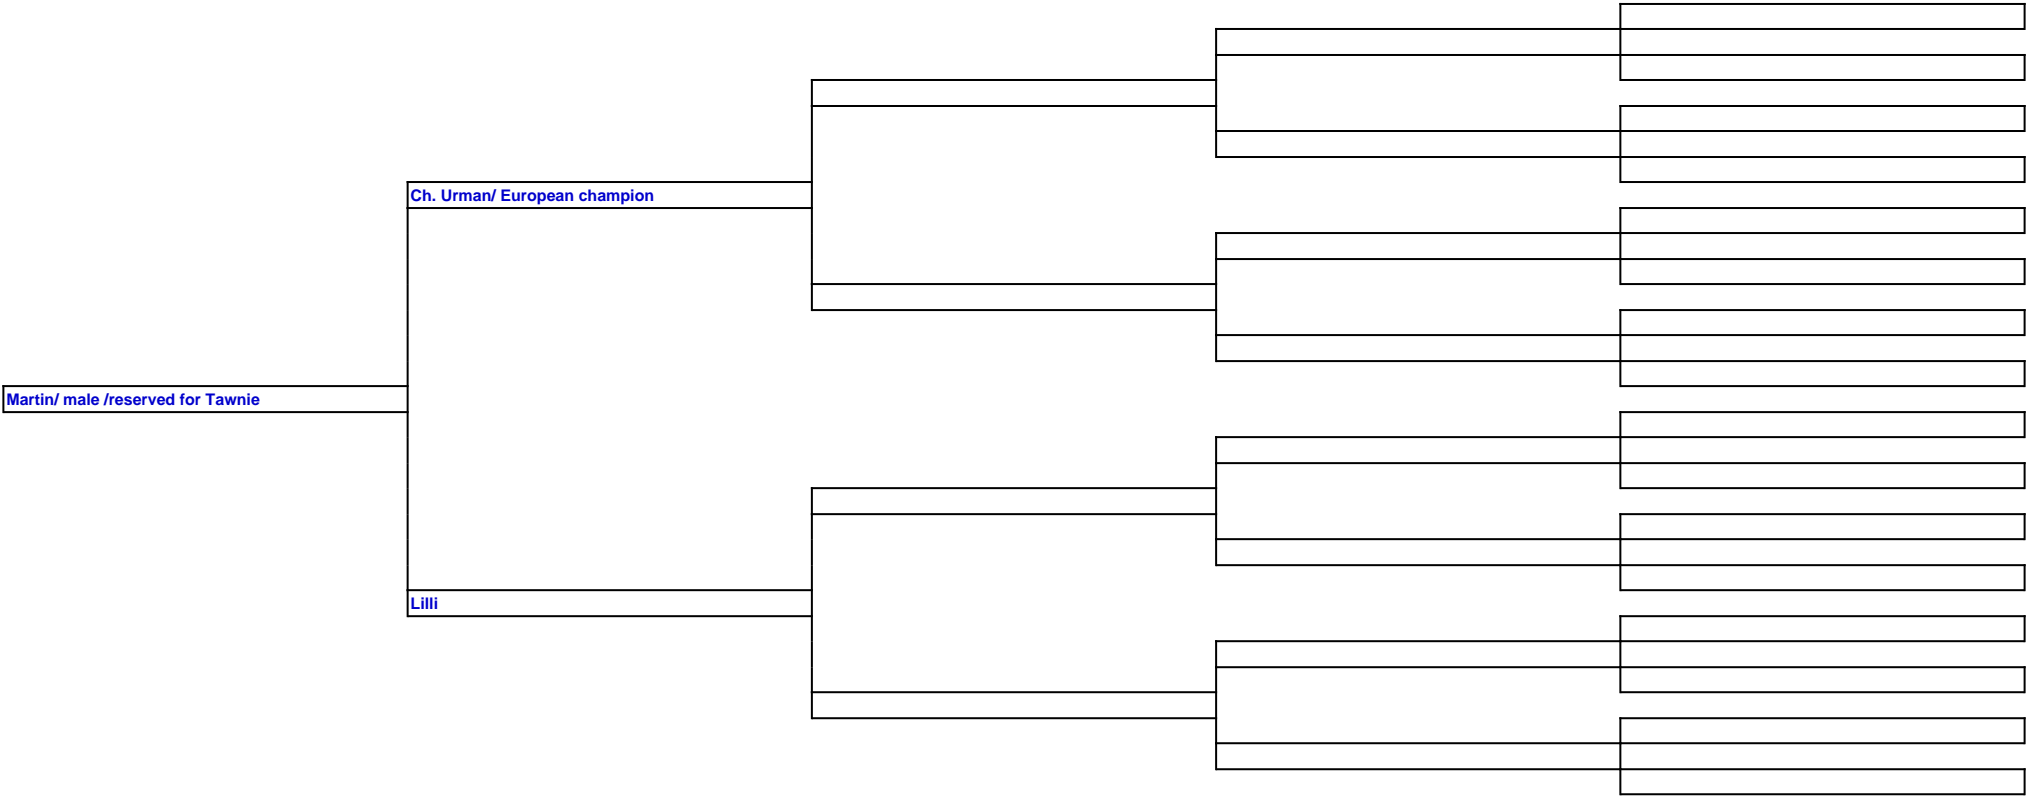 Ch. Urman/ European champion
Martin/ male /reserved for Tawnie
Lilli